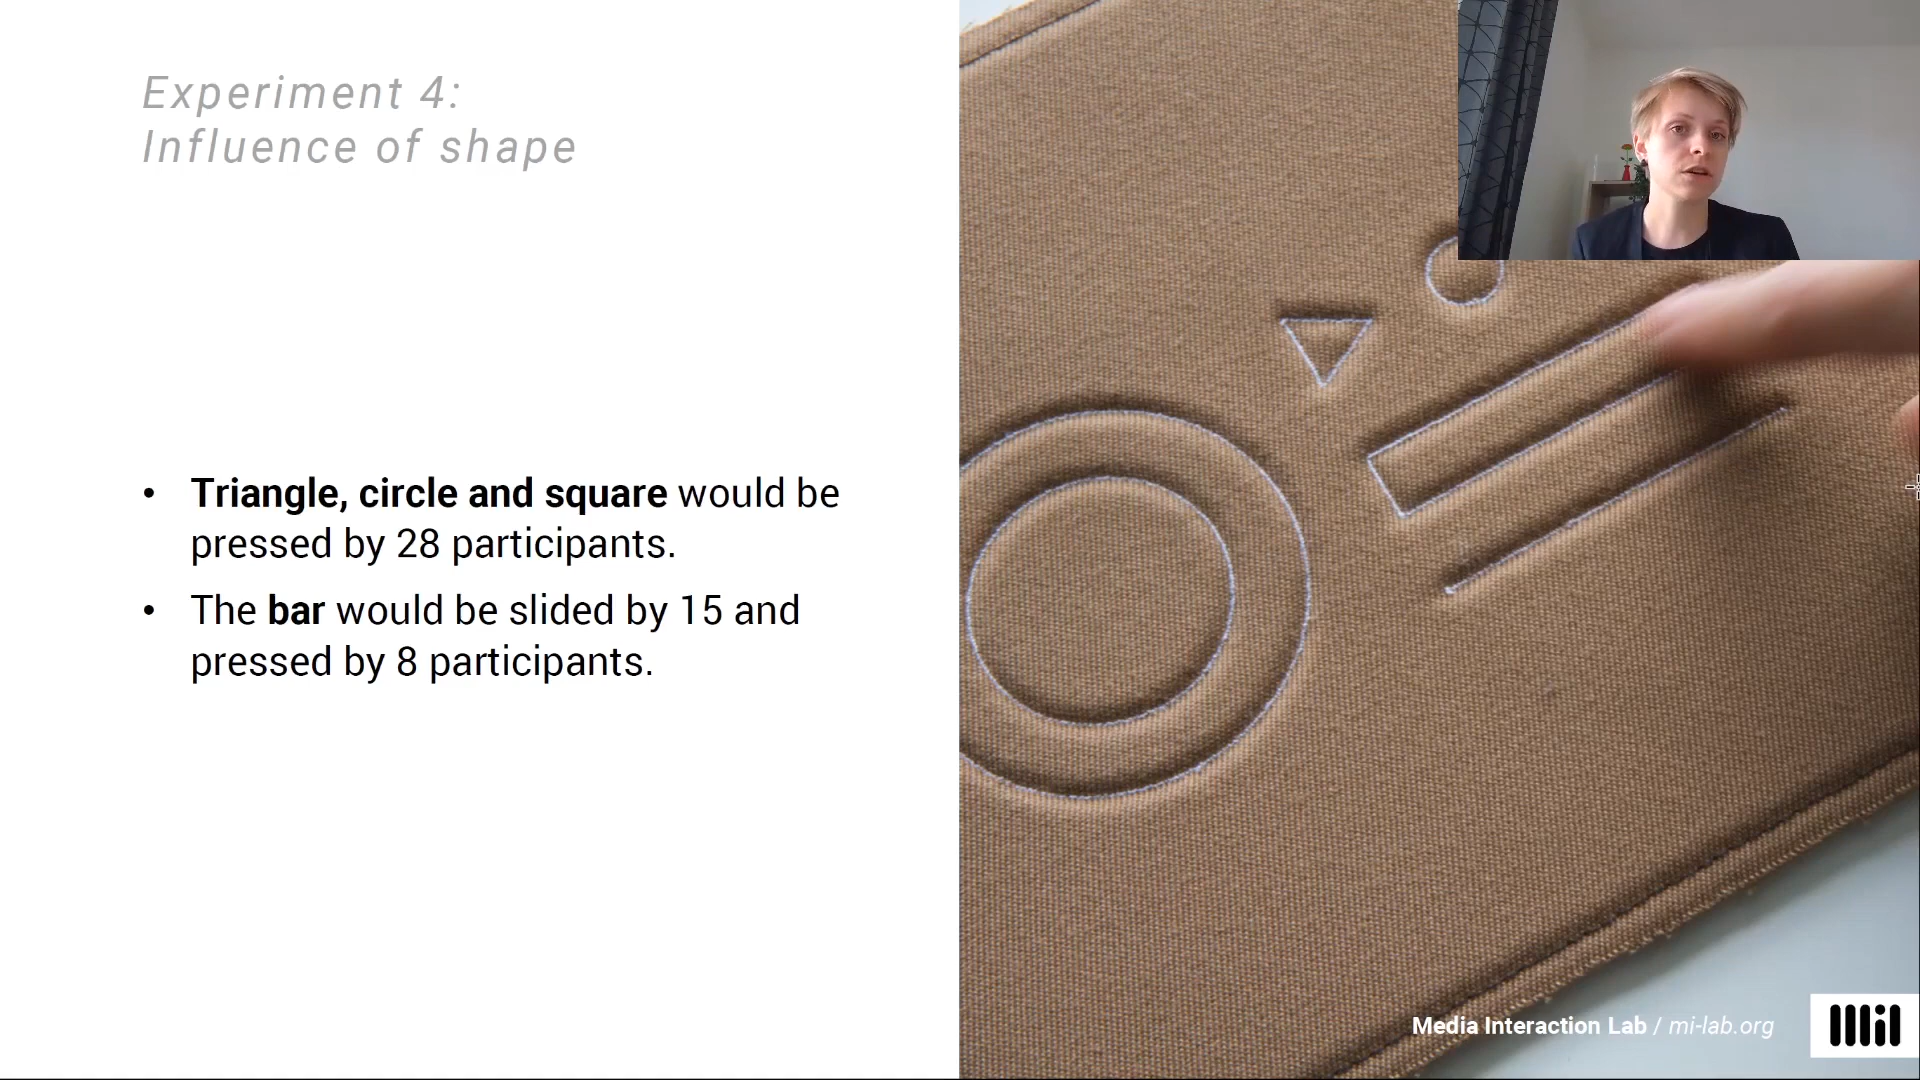 Experiment 4:
Influence of shape
• Triangle, circle and square would be
pressed by 28 participants.
• The bar would be slided by 15 and
pressed by 8 participants.
Media Interaction Lab / mi-lab.org
mil